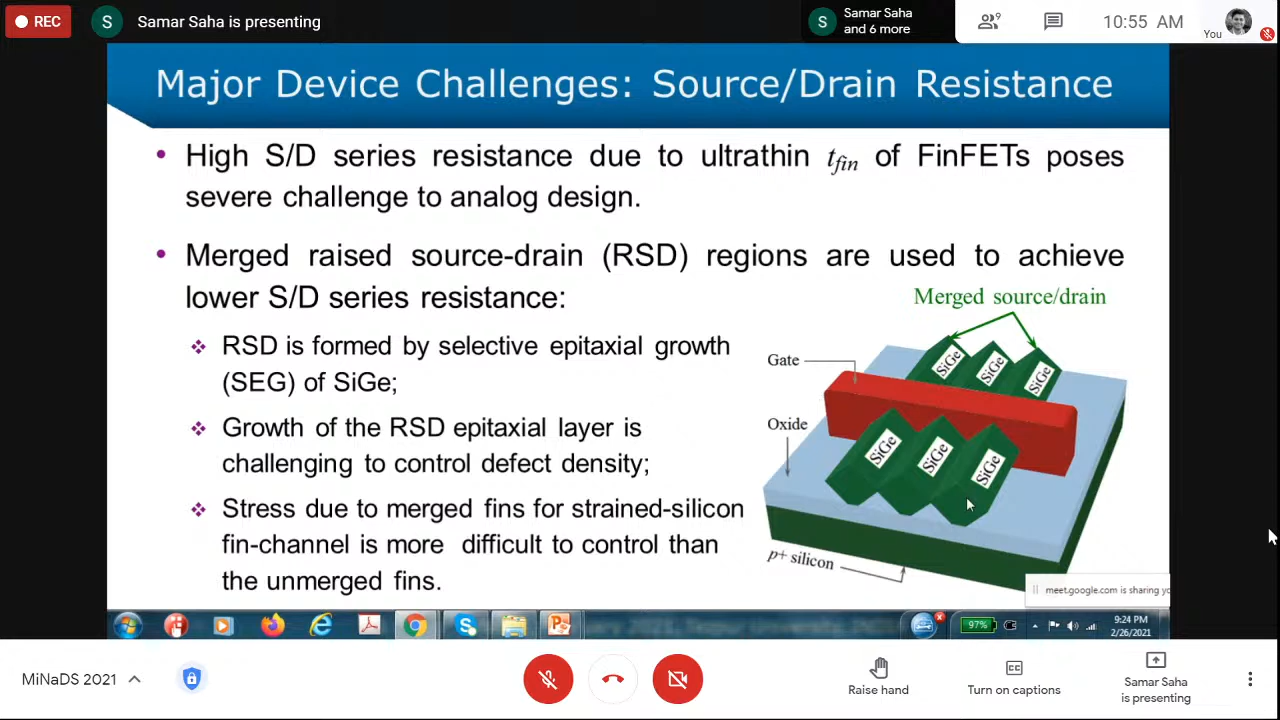 REC
S
Samar Saha is presenting
S
Samar Saha
and 6 more
9
10:55 AM
You
Major Device Challenges: Source/Drain Resistance
• High S/D series resistance due to ultrathin tfin of FinFETs poses
severe challenge to analog design.
• Merged raised source-drain (RSD) regions are used to achieve
lower S/D series resistance:
Merged source/drain
❖ RSD is formed by selective epitaxial growth
(SEG) of SiGe;
❖ Growth of the RSD epitaxial layer is
challenging to control defect density;
❖ Stress due to merged fins for strained-silicon
fin-channel is more difficult to control than
the unmerged fins.
Gate
Oxide
SiGe
SiGe
SiGe
SiGe
SiGe
SiGe
p+ silicon
meet.google.com is sharing yo
97%
9:24 PM
2/26/2021
MiNaDS 2021
Raise hand
Turn on captions
Samar Saha
is presenting